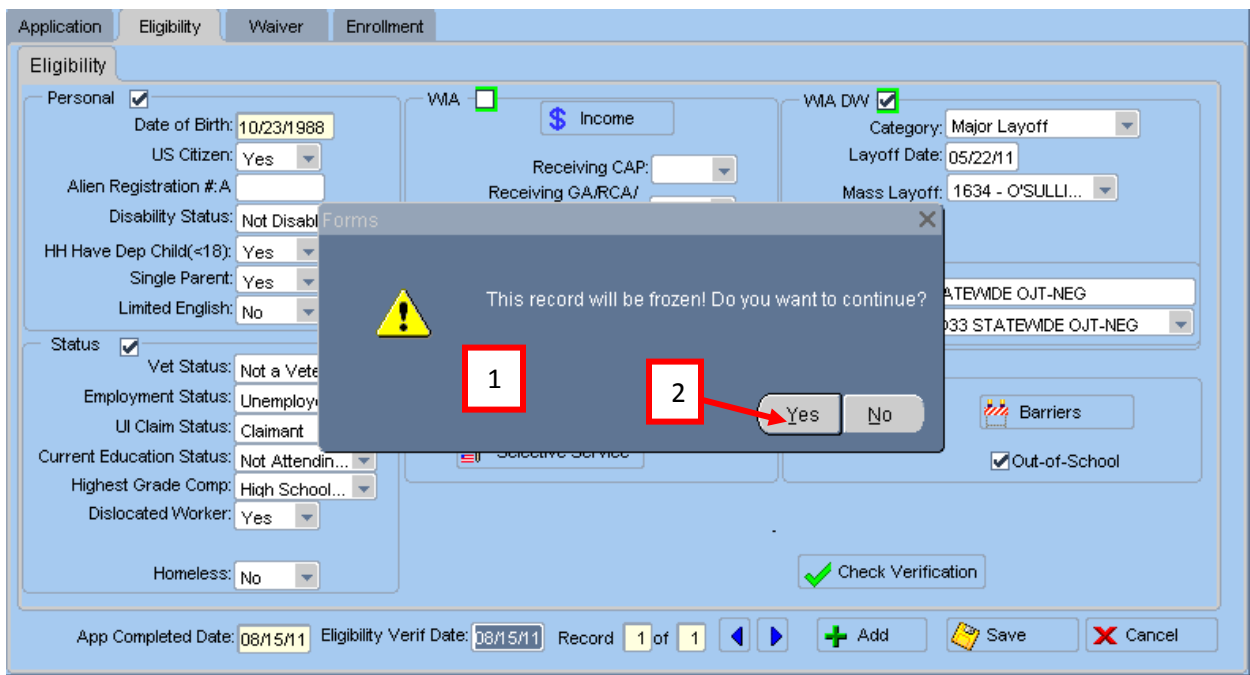 Application Eligibility Waiver Enrollment
Eligibility
Personal
Date of Birth: 10/23/1988
US Citizen: Yes
Alien Registration #:A
Disability Status: Not Disabl
HH Have Dep Child(<18): Yes
Single Parent: Yes
Limited English: No
Status
Vet Status: Not a Vete
Employment Status: Unemploy
UI Claim Status: Claimant
Current Education Status: Not Attendin...
Highest Grade Comp: High School...
Dislocated Worker: Yes
Homeless: No
WIA
$ Income
Receiving CAP:
Receiving GA/RCA/
Selective Service
WIA DW
Category: Major Layoff
Layoff Date: 05/22/11
Mass Layoff: 1634 - O'SULLI...
ATEWIDE OJT-NEG
033 STATEWIDE OJT-NEG
Barriers
Out-of-School
Check Verification
Forms
This record will be frozen! Do you want to continue?
1
2
Yes No
App Completed Date: 08/15/11 Eligibility Verif Date: 08/15/11 Record 1 of 1 Add Save Cancel